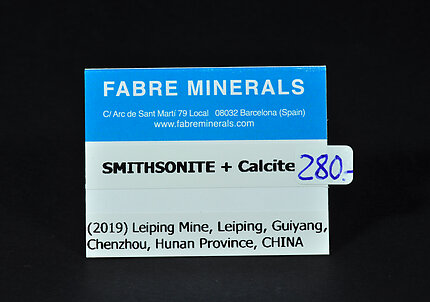 FABRE MINERALS
C/ Arc de Sant Martí 79 Local 08032 Barcelona (Spain)
www.fabreminerals.com
SMITHSONITE + Calcite 280.-
(2019) Leiping Mine, Leiping, Guiyang,
Chenzhou, Hunan Province, CHINA